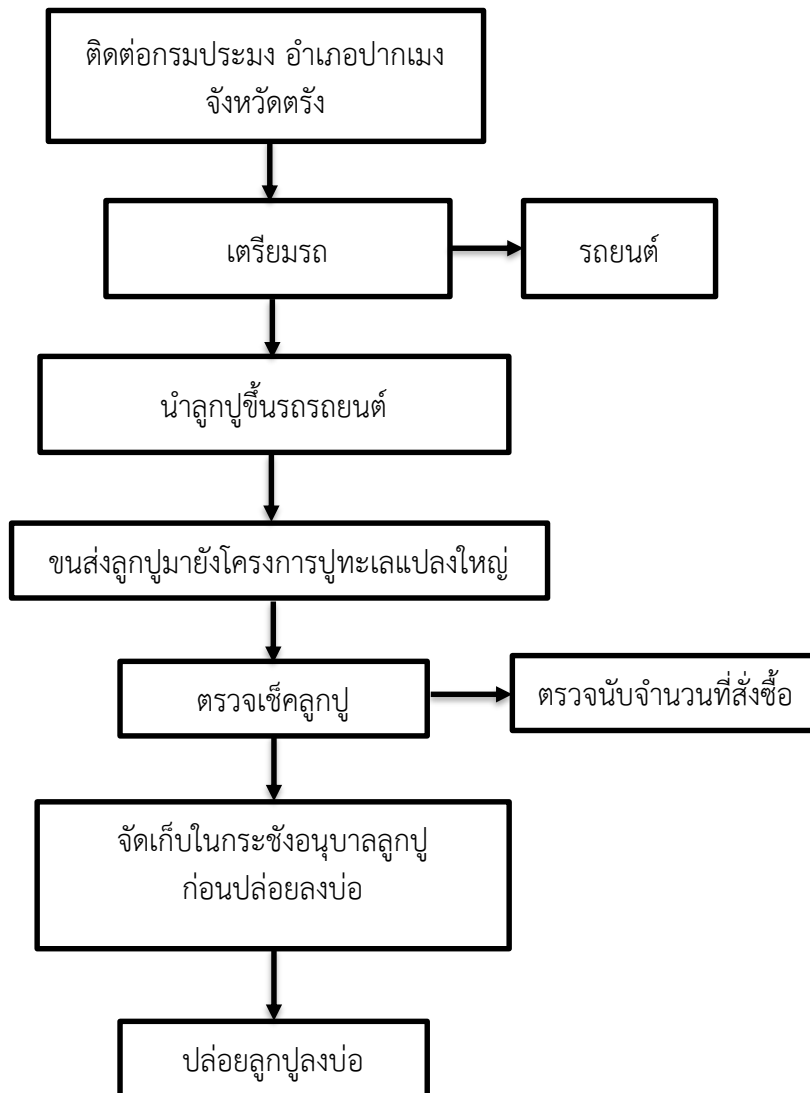 ติดต่อกรมประมง อำเภอปากเมง
จังหวัดตรัง
เตรียมรถ
รถยนต์
นำลูกปูขึ้นรถรถยนต์
ขนส่งลูกปูมายังโครงการปูทะเลแปลงใหญ่
ตรวจเช็คลูกปู
ตรวจนับจำนวนที่สั่งซื้อ
จัดเก็บในกระชังอนุบาลลูกปู
ก่อนปล่อยลงบ่อ
ปล่อยลูกปูลงบ่อ